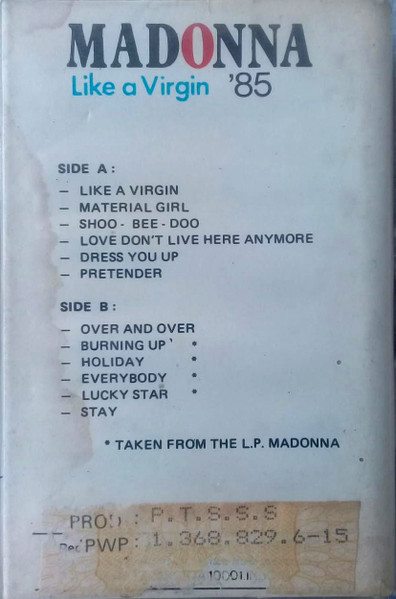 MADONNA
Like a Virgin '85
SIDE A :
– LIKE A VIRGIN
– MATERIAL GIRL
– SHOO - BEE - DOO
– LOVE DON'T LIVE HERE ANYMORE
– DRESS YOU UP
– PRETENDER
SIDE B :
– OVER AND OVER
– BURNING UP *
– HOLIDAY *
– EVERYBODY *
– LUCKY STAR *
– STAY
* TAKEN FROM THE L.P. MADONNA
PROD : P.T.S.S.S
PWP : 1.368.829.6-15